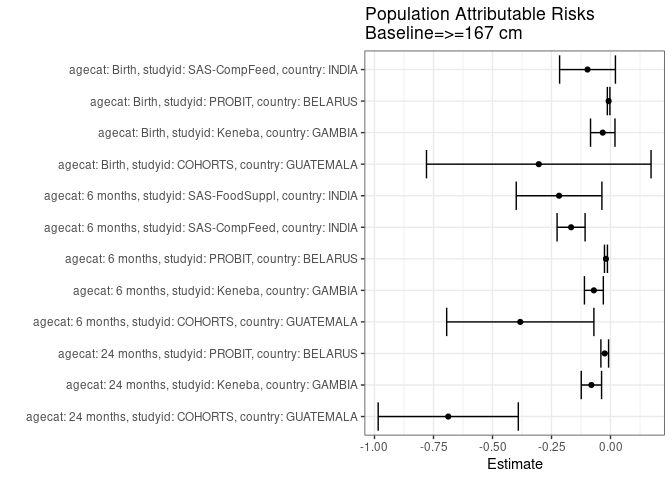 Population Attributable Risks
Baseline=>=167 cm
agecat: Birth, studyid: SAS-CompFeed, country: INDIA
agecat: Birth, studyid: PROBIT, country: BELARUS
agecat: Birth, studyid: Keneba, country: GAMBIA
agecat: Birth, studyid: COHORTS, country: GUATEMALA
agecat: 6 months, studyid: SAS-FoodSuppl, country: INDIA
agecat: 6 months, studyid: SAS-CompFeed, country: INDIA
agecat: 6 months, studyid: PROBIT, country: BELARUS
agecat: 6 months, studyid: Keneba, country: GAMBIA
agecat: 6 months, studyid: COHORTS, country: GUATEMALA
agecat: 24 months, studyid: PROBIT, country: BELARUS
agecat: 24 months, studyid: Keneba, country: GAMBIA
agecat: 24 months, studyid: COHORTS, country: GUATEMALA
-1.00 -0.75 -0.50 -0.25 0.00
Estimate